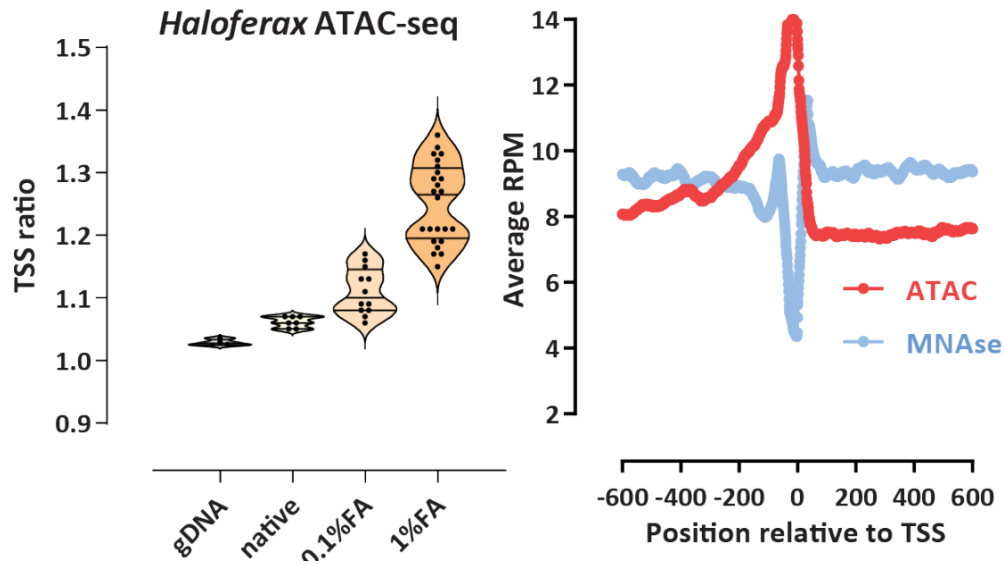 Haloferax ATAC-seq
TSS ratio
1.5
1.4
1.3
1.2
1.1
1.0
0.9
gDNA
native
0.1%FA
1%FA
Average RPM
14
12
10
8
6
4
2
ATAC
MNAse
-600 -400 -200 0 200 400 600
Position relative to TSS